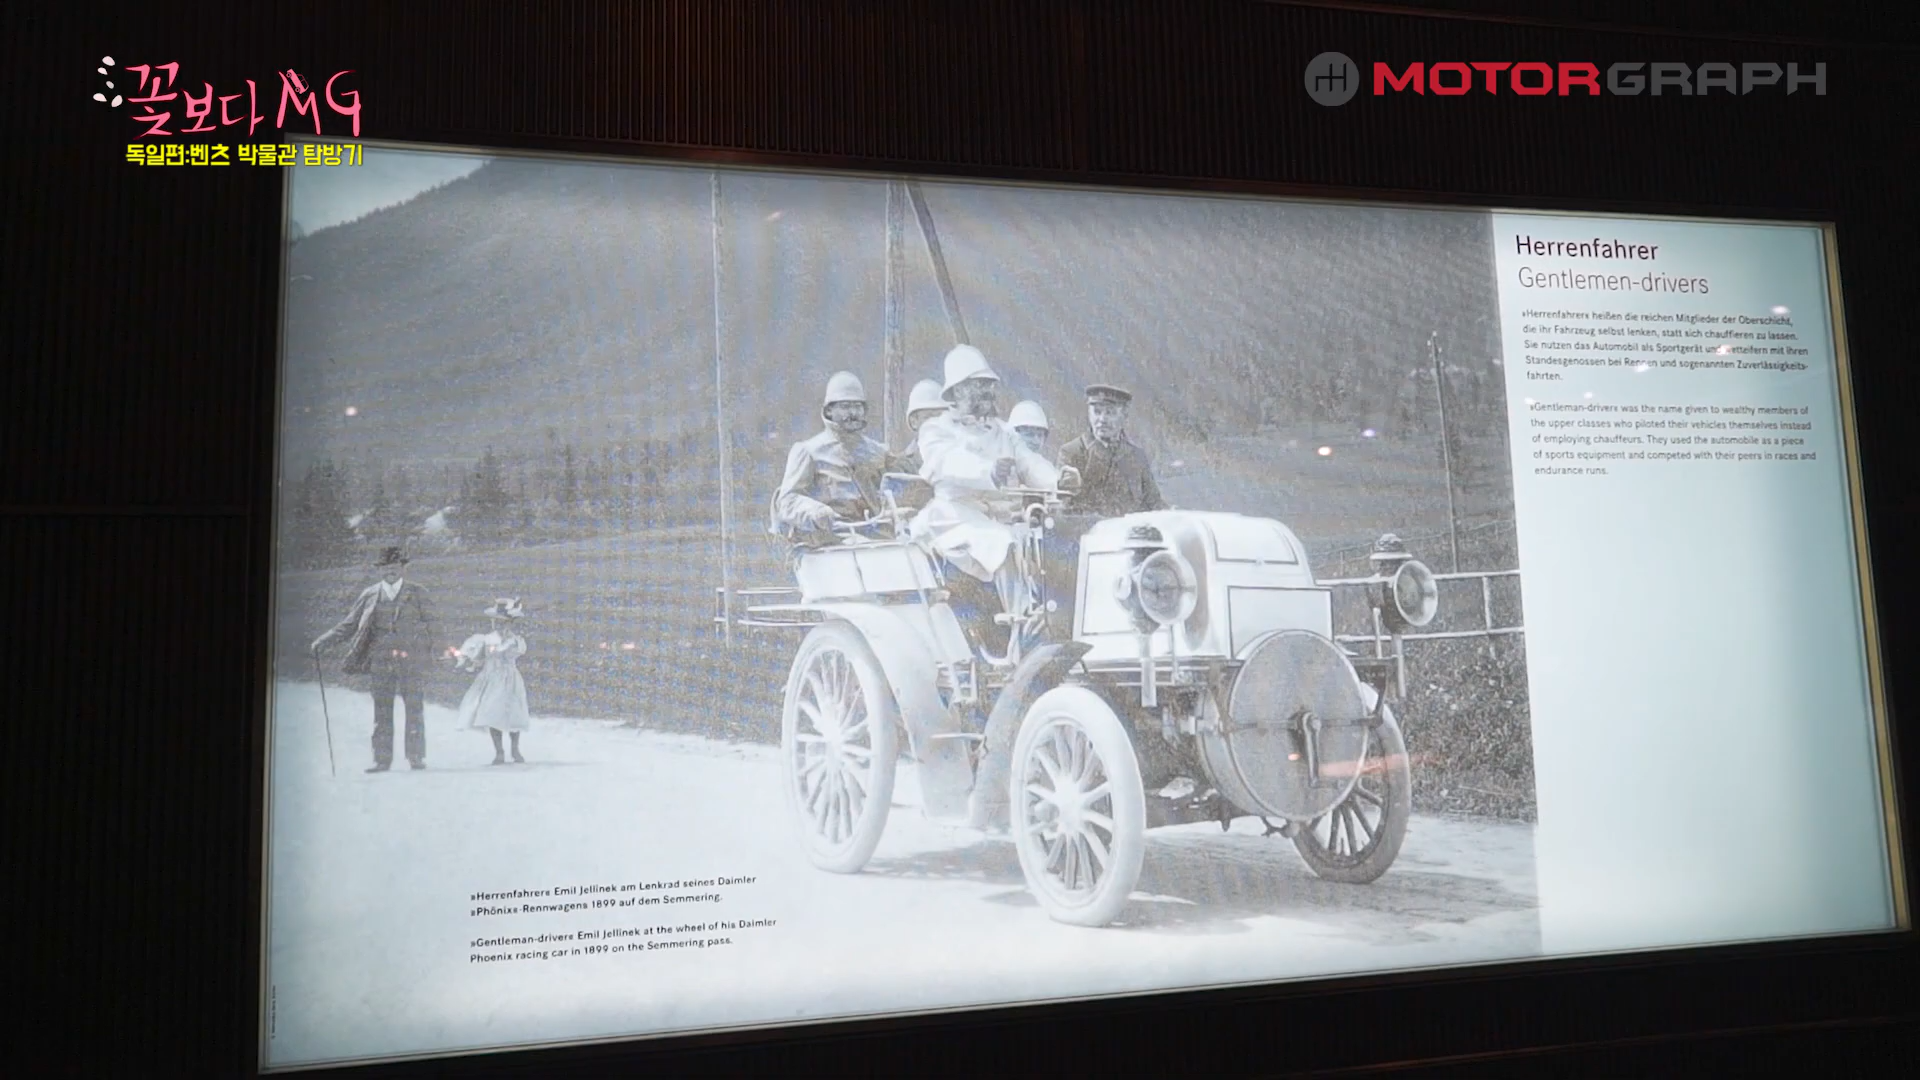 꽃보다 MG
독일편:벤츠 박물관 탐방기
MOTORGRAPH
Herrenfahrer
Gentlemen-drivers
»Herrenfahrer« heißen die reichen Mitglieder der Oberschicht,
die ihr Fahrzeug selbst lenken, statt sich chauffieren zu lassen.
Sie nutzen das Automobil als Sportgerät und wetteifern mit ihren
Standesgenossen bei Rennen und sogenannten Zuverlässigkeits-
fahrten.
»Gentleman-driver« was the name given to wealthy members of
the upper classes who piloted their vehicles themselves instead
of employing chauffeurs. They used the automobile as a piece
of sports equipment and competed with their peers in races and
endurance runs.
»Herrenfahrer« Emil Jellinek am Lenkrad seines Daimler
»Phönix«-Rennwagens 1899 auf dem Semmering.
»Gentleman-driver« Emil Jellinek at the wheel of his Daimler
Phoenix racing car in 1899 on the Semmering pass.